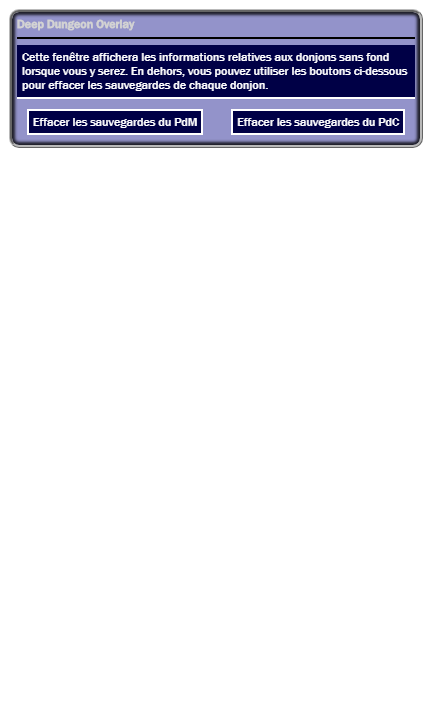 Deep Dungeon Overlay
Cette fenêtre affichera les informations relatives aux donjons sans fond
lorsque vous y serez. En dehors, vous pouvez utiliser les boutons ci-dessous
pour effacer les sauvegardes de chaque donjon.
Effacer les sauvegardes du PdM
Effacer les sauvegardes du PdC